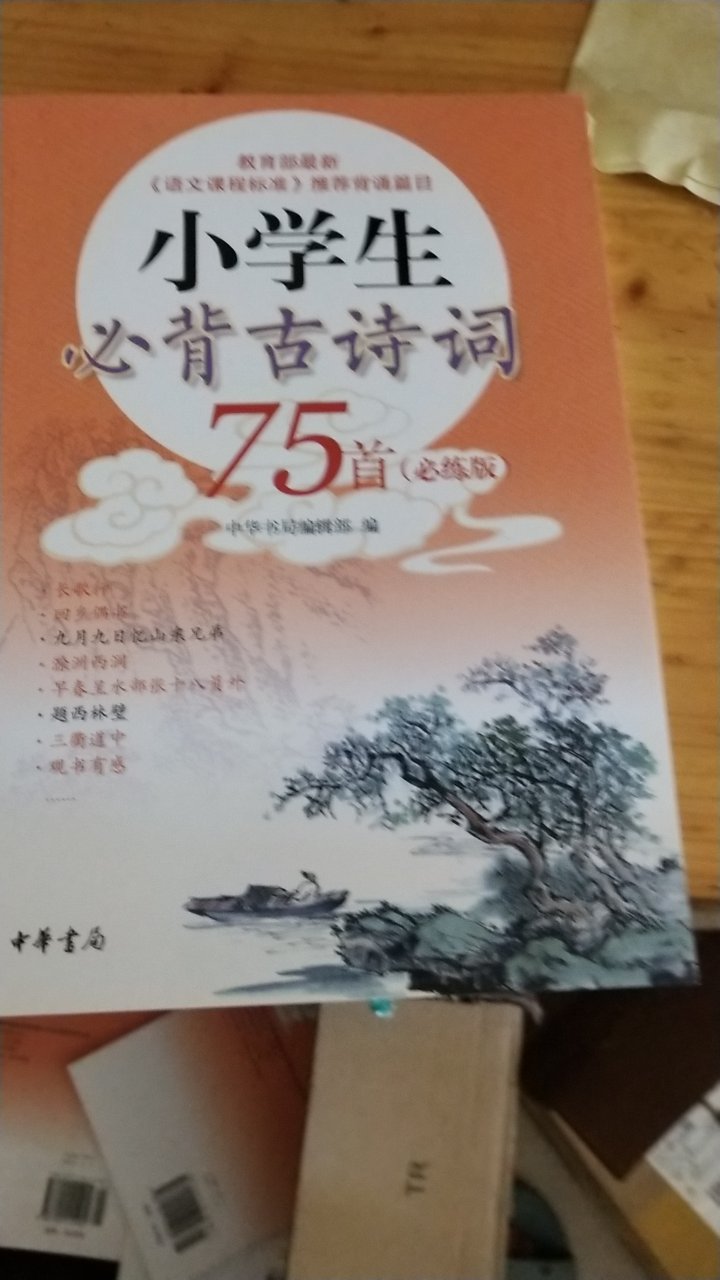 教育部最新
《语文课程标准》推荐背诵篇目
小学生
必背古诗词
75首(必练版)
中华书局编辑部 编
· 长歌行
· 回乡偶书
· 九月九日忆山东兄弟
· 滁洲西涧
· 早春呈水部张十八员外
· 题西林壁
· 三衢道中
· 观书有感
……
中华书局
TR